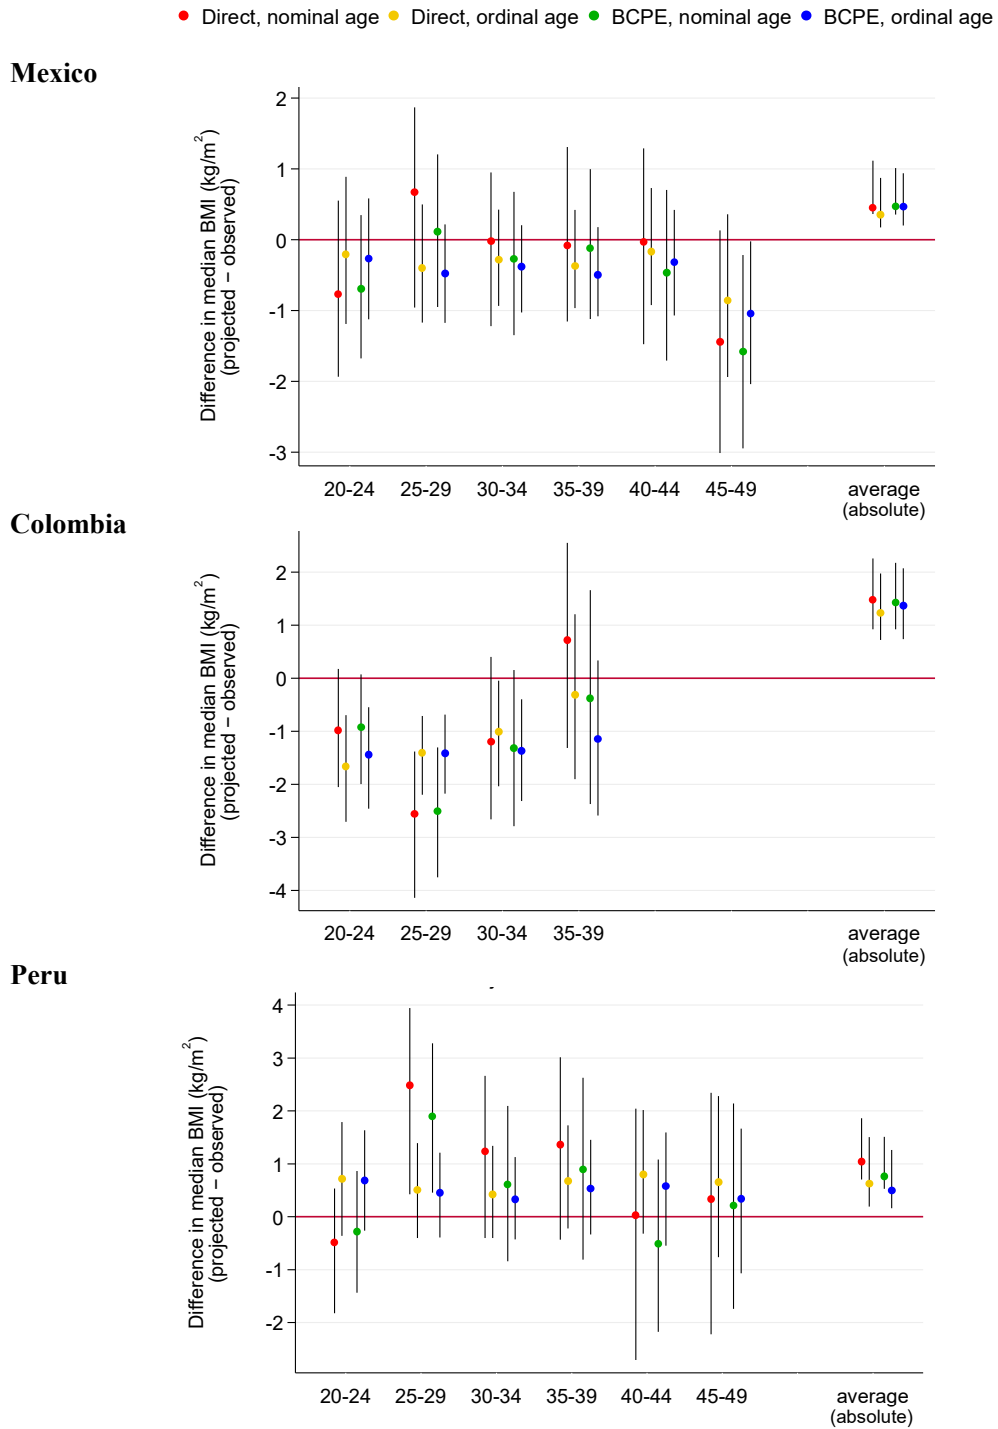 Direct, nominal age Direct, ordinal age BCPE, nominal age BCPE, ordinal age
Mexico
Difference in median BMI (kg/m²)
(projected − observed)
2
1
0
-1
-2
-3
20-24 25-29 30-34 35-39 40-44 45-49 average
(absolute)
Colombia
Difference in median BMI (kg/m²)
(projected − observed)
2
1
0
-1
-2
-3
-4
20-24 25-29 30-34 35-39 average
(absolute)
Peru
Difference in median BMI (kg/m²)
(projected − observed)
4
3
2
1
0
-1
-2
20-24 25-29 30-34 35-39 40-44 45-49 average
(absolute)